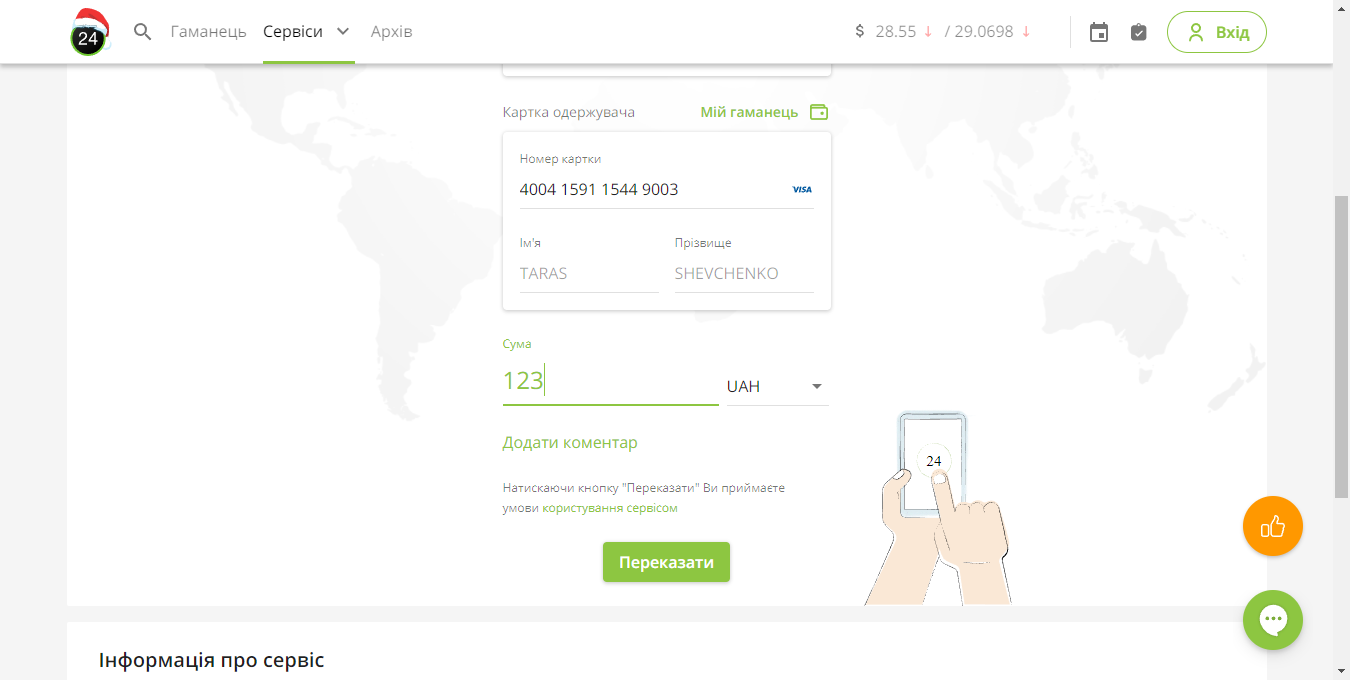 24
Гаманець Сервіси Архів
$ 28.55 ↓ / 29.0698 ↓
Вхід
Картка одержувача Мій гаманець
Номер картки
4004 1591 1544 9003 VISA
Ім'я Прізвище
TARAS SHEVCHENKO
Сума
123 UAH
Додати коментар
24
Натискаючи кнопку "Переказати" Ви приймаєте
умови користування сервісом
Переказати
Інформація про сервіс